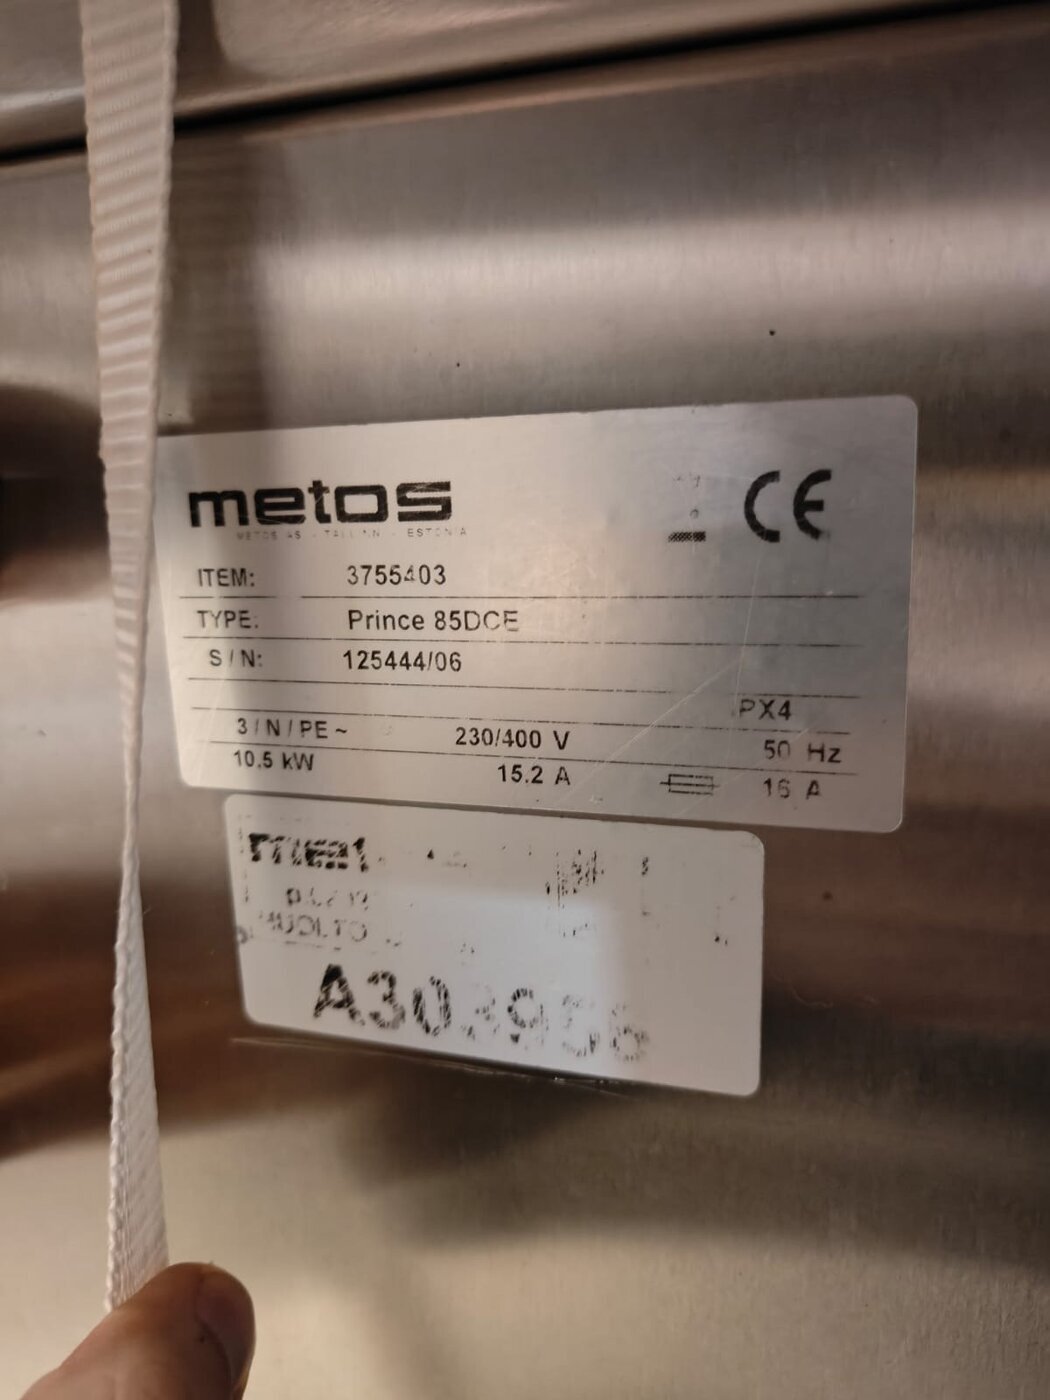 metos
METOS AS - TALLINN - ESTONIA
CE
ITEM: 3755403
TYPE: Prince 85DCE
S/N: 125444/06
PX4
3/N/PE~ 230/400 V 50 Hz
10.5 kW 15.2 A 16 A
HUOLTO